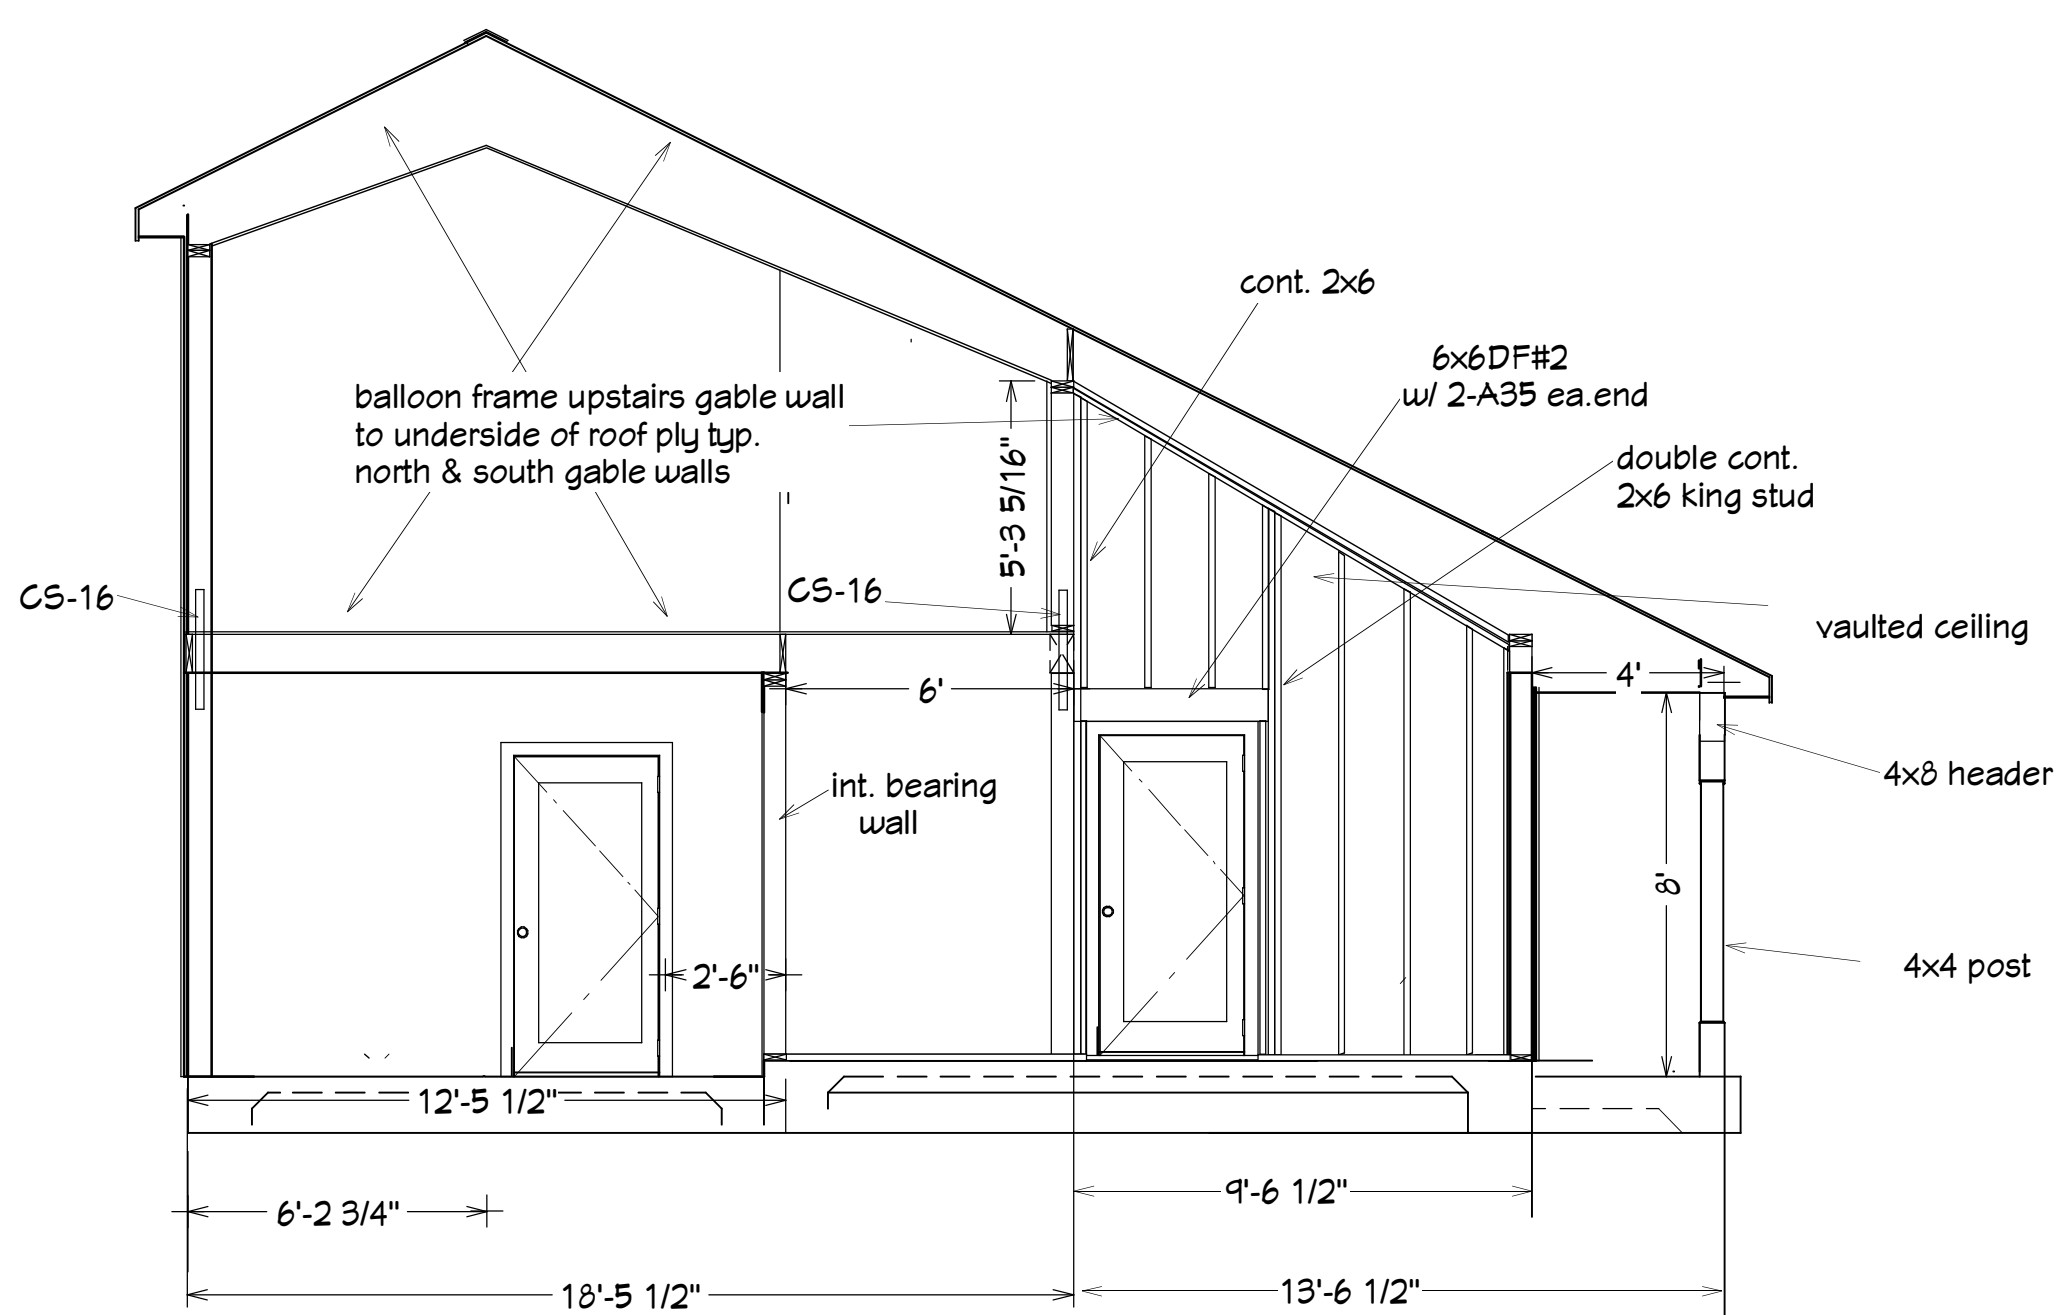 cont. 2x6
6x6DF#2
w/ 2-A35 ea.end
balloon frame upstairs gable wall
to underside of roof ply typ.
north & south gable walls
5'-3 5/16"
double cont.
2x6 king stud
CS-16
CS-16
vaulted ceiling
6'
4'
4x8 header
int. bearing
wall
8'
2'-6"
4x4 post
12'-5 1/2"
9'-6 1/2"
6'-2 3/4"
18'-5 1/2"
13'-6 1/2"